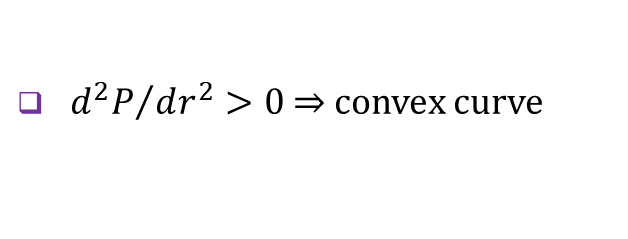 ❑ 𝑑²𝑃/𝑑𝑟² > 0 ⇒ convex curve